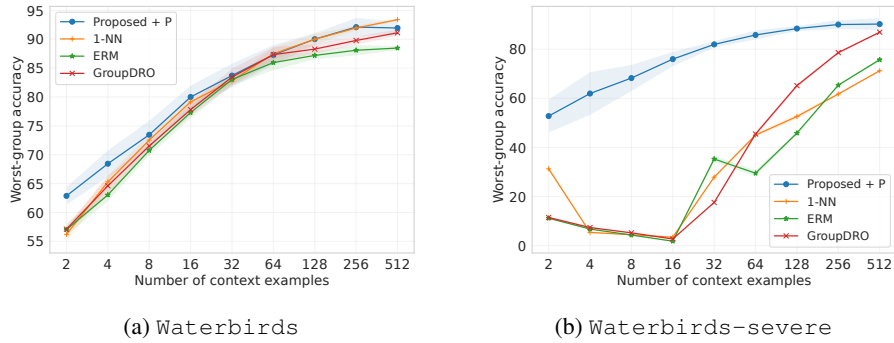 95
90
85
80
75
70
65
60
55
Worst-group accuracy
Proposed + P
1-NN
ERM
GroupDRO
2 4 8 16 32 64 128 256 512
Number of context examples
(a) Waterbirds
80
60
40
20
0
Worst-group accuracy
Proposed + P
1-NN
ERM
GroupDRO
2 4 8 16 32 64 128 256 512
Number of context examples
(b) Waterbirds-severe